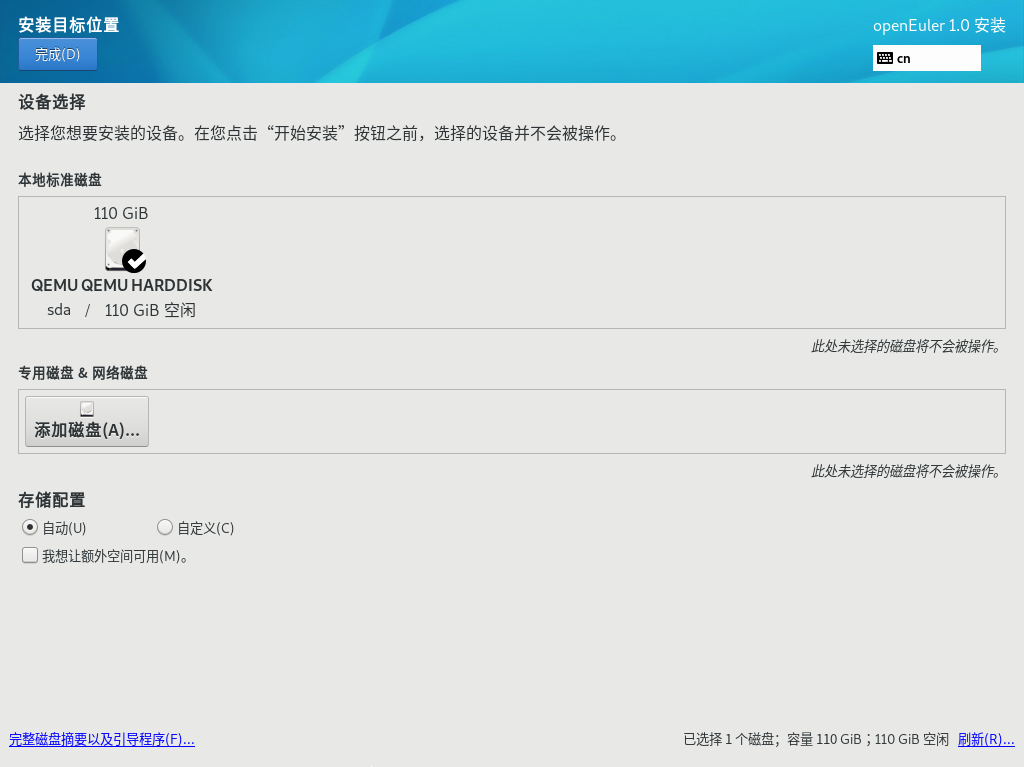 安装目标位置
openEuler 1.0 安装
完成(D)
cn
设备选择
选择您想要安装的设备。在您点击“开始安装”按钮之前，选择的设备并不会被操作。
本地标准磁盘
110 GiB
QEMU QEMU HARDDISK
sda / 110 GiB 空闲
此处未选择的磁盘将不会被操作。
专用磁盘 & 网络磁盘
添加磁盘(A)...
此处未选择的磁盘将不会被操作。
存储配置
自动(U) 自定义(C)
我想让额外空间可用(M)。
完整磁盘摘要以及引导程序(F)... 已选择 1 个磁盘；容量 110 GiB；110 GiB 空闲 刷新(R)...